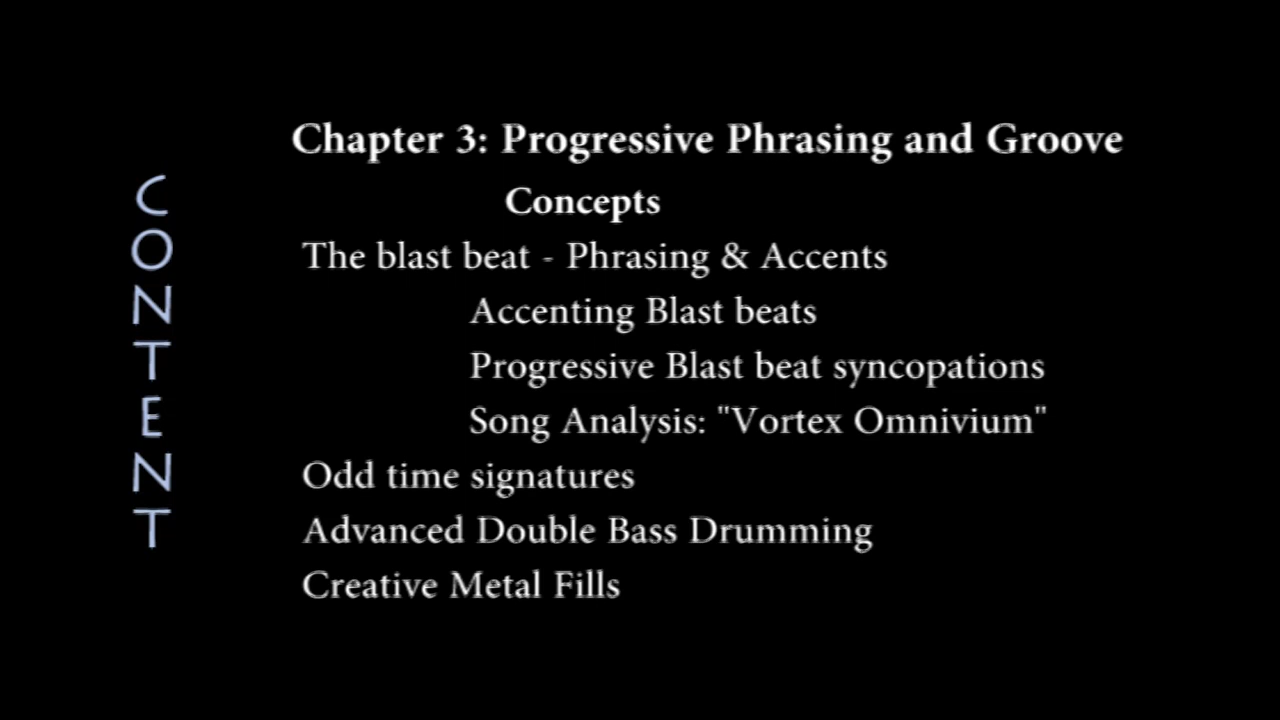 CONTENT
Chapter 3: Progressive Phrasing and Groove
Concepts
The blast beat - Phrasing & Accents
Accenting Blast beats
Progressive Blast beat syncopations
Song Analysis: "Vortex Omnivium"
Odd time signatures
Advanced Double Bass Drumming
Creative Metal Fills